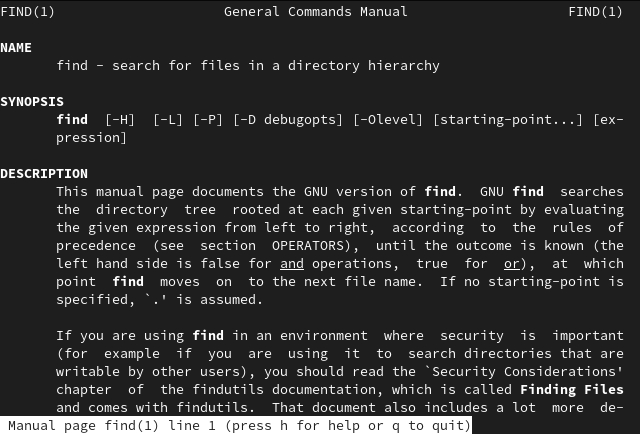 FIND(1) General Commands Manual FIND(1)
NAME
find - search for files in a directory hierarchy
SYNOPSIS
find [-H] [-L] [-P] [-D debugopts] [-Olevel] [starting-point...] [ex-
pression]
DESCRIPTION
This manual page documents the GNU version of find. GNU find searches
the directory tree rooted at each given starting-point by evaluating
the given expression from left to right, according to the rules of
precedence (see section OPERATORS), until the outcome is known (the
left hand side is false for and operations, true for or), at which
point find moves on to the next file name. If no starting-point is
specified, `.' is assumed.
If you are using find in an environment where security is important
(for example if you are using it to search directories that are
writable by other users), you should read the `Security Considerations'
chapter of the findutils documentation, which is called Finding Files
and comes with findutils. That document also includes a lot more de-
Manual page find(1) line 1 (press h for help or q to quit)